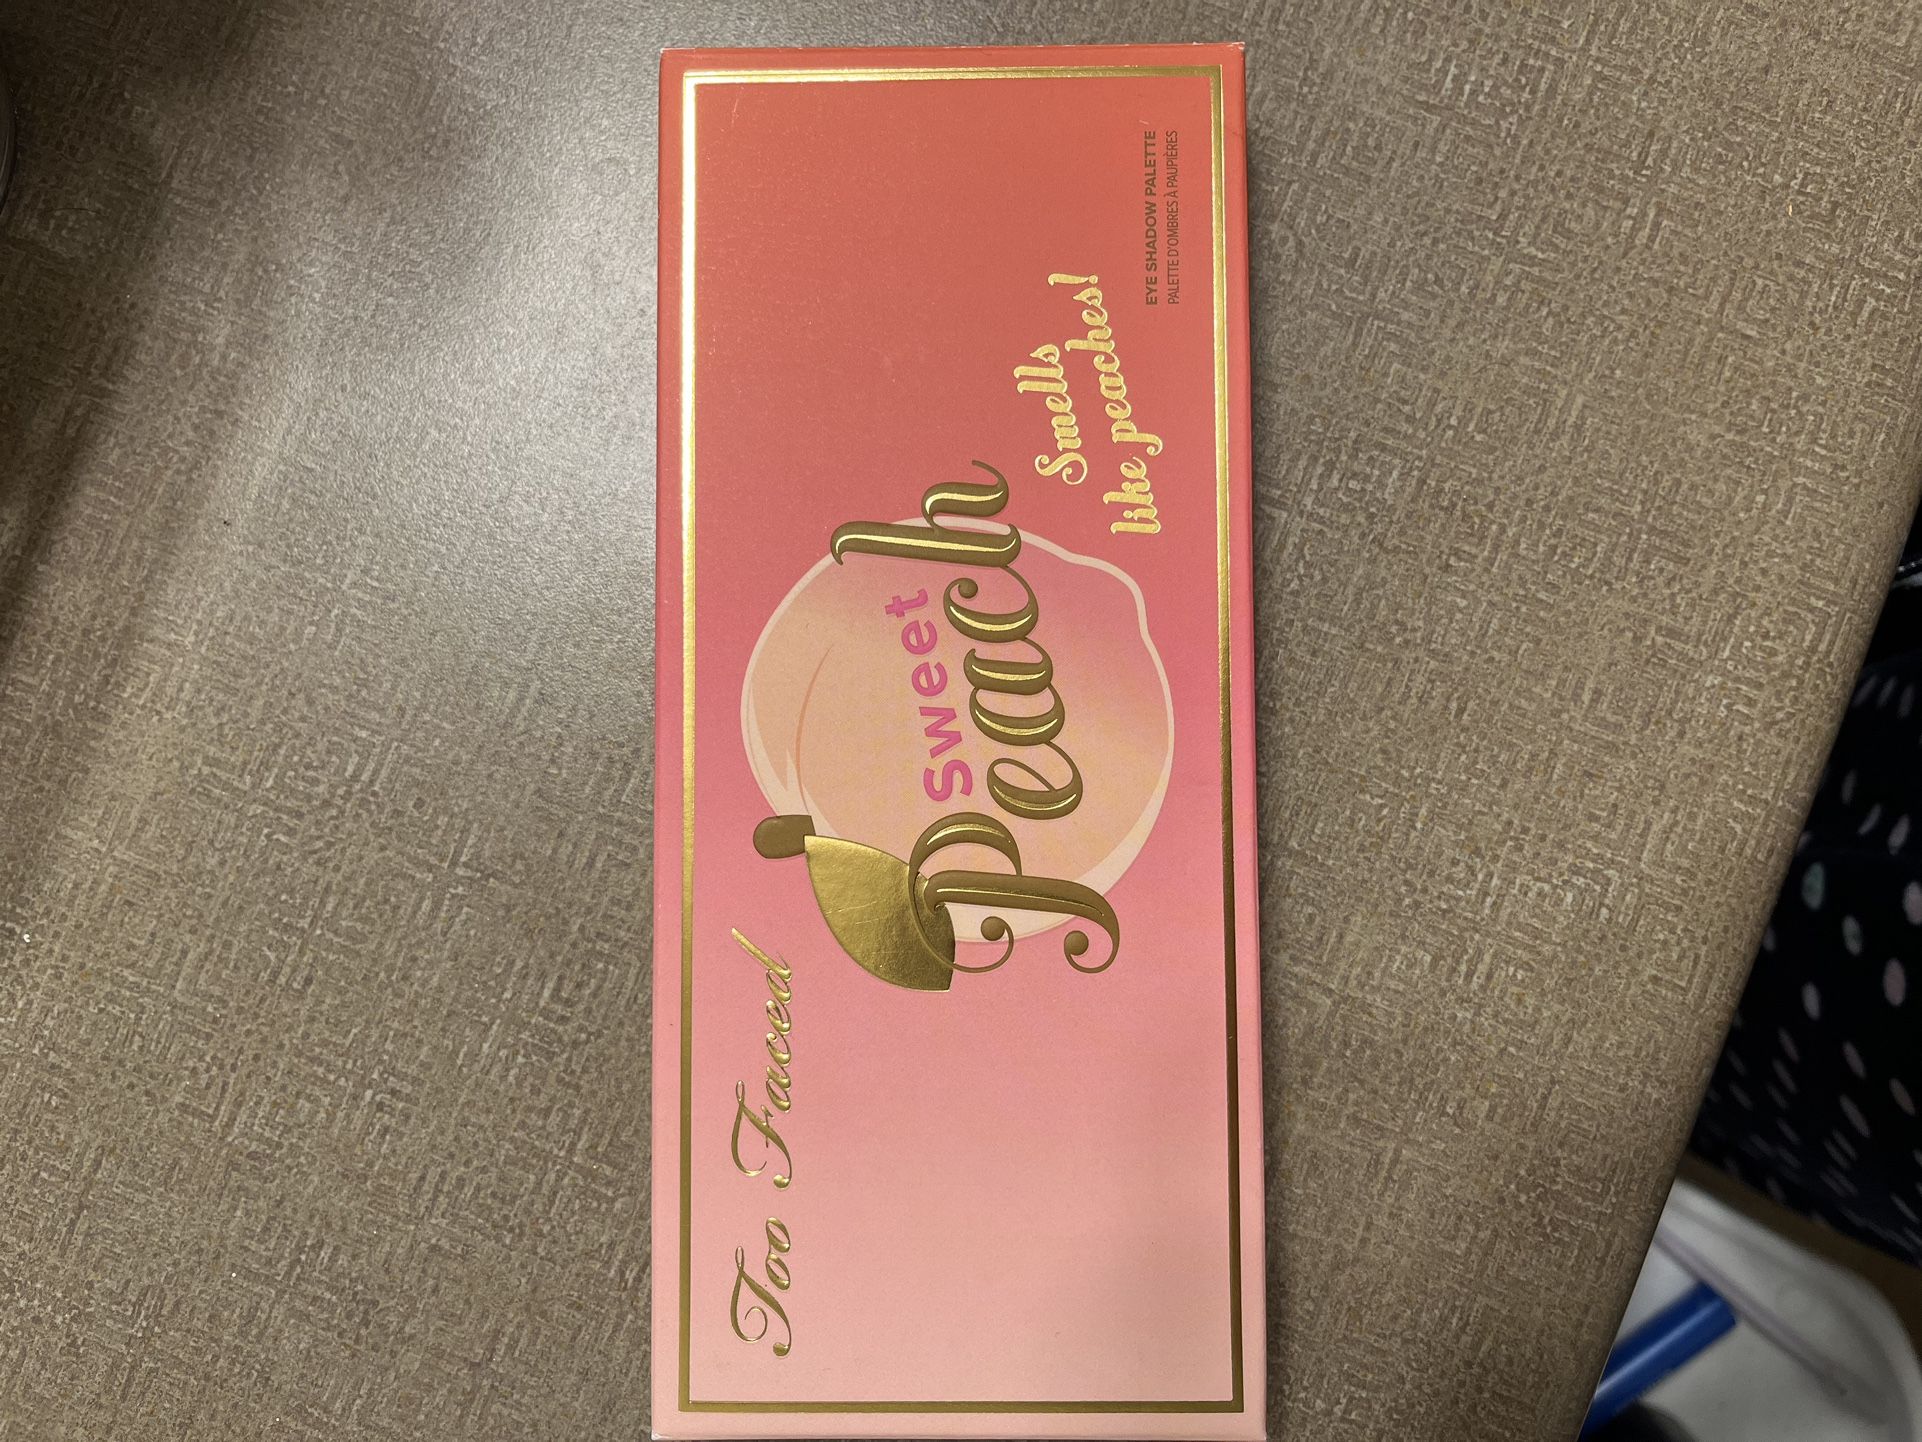 Too Faced
Sweet
Peach
Smells
like peaches!
EYE SHADOW PALETTE
PALETTE D'OMBRES À PAUPIÈRES